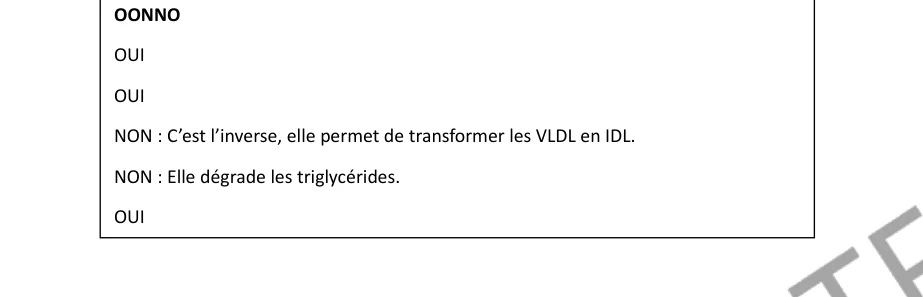 OONNO
OUI
OUI
NON : C’est l’inverse, elle permet de transformer les VLDL en IDL.
NON : Elle dégrade les triglycérides.
OUI